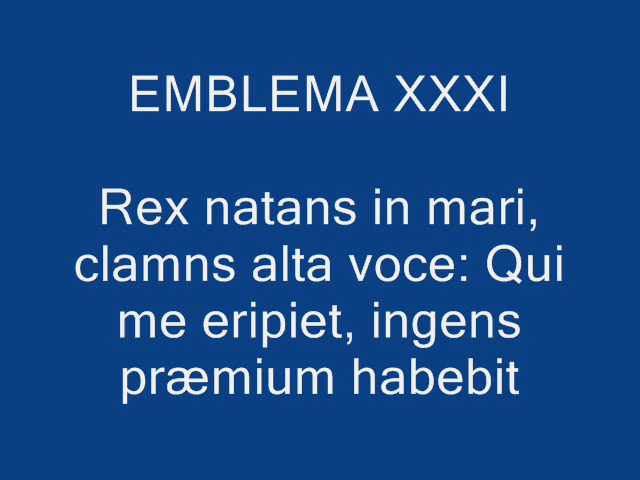 EMBLEMA XXXI
Rex natans in mari,
clamns alta voce: Qui
me eripiet, ingens
præmium habebit